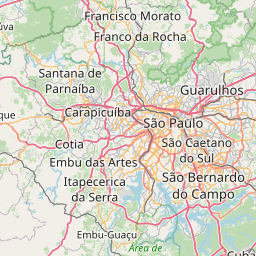 Francisco Morato
Franco da Rocha
Santana de
Parnaíba
Guarulhos
Carapicuíba
São Paulo
Cotia
São Caetano
do Sul
Embu das Artes
Itapecerica
da Serra
São Bernardo
do Campo
Embu-Guaçu
Área de
Cuba